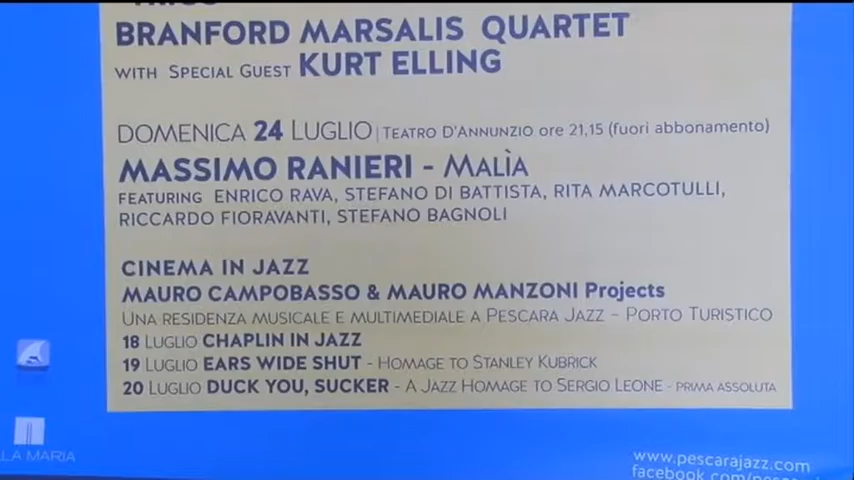 BRANFORD MARSALIS QUARTET
WITH SPECIAL GUEST KURT ELLING
DOMENICA 24 LUGLIO | TEATRO D'ANNUNZIO ore 21,15 (fuori abbonamento)
MASSIMO RANIERI - MALÌA
FEATURING ENRICO RAVA, STEFANO DI BATTISTA, RITA MARCOTULLI,
RICCARDO FIORAVANTI, STEFANO BAGNOLI
CINEMA IN JAZZ
MAURO CAMPOBASSO & MAURO MANZONI Projects
UNA RESIDENZA MUSICALE E MULTIMEDIALE A PESCARA JAZZ - PORTO TURISTICO
18 LUGLIO CHAPLIN IN JAZZ
19 LUGLIO EARS WIDE SHUT - HOMAGE TO STANLEY KUBRICK
20 LUGLIO DUCK YOU, SUCKER - A JAZZ HOMAGE TO SERGIO LEONE - PRIMA ASSOLUTA
LLA MARIA
www.pescarajazz.com